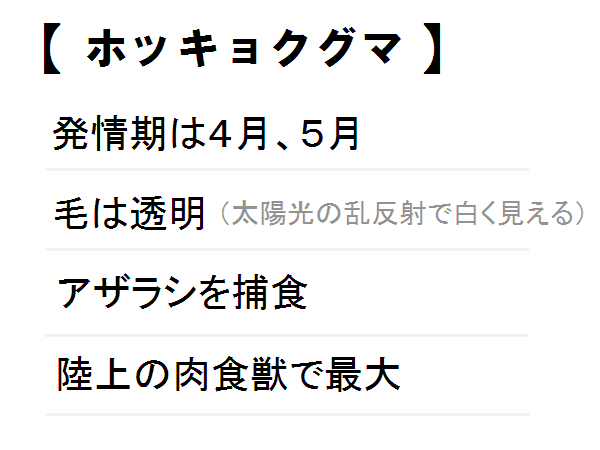 【 ホッキョクグマ 】
発情期は4月、5月
毛は透明（太陽光の乱反射で白く見える）
アザラシを捕食
陸上の肉食獣で最大